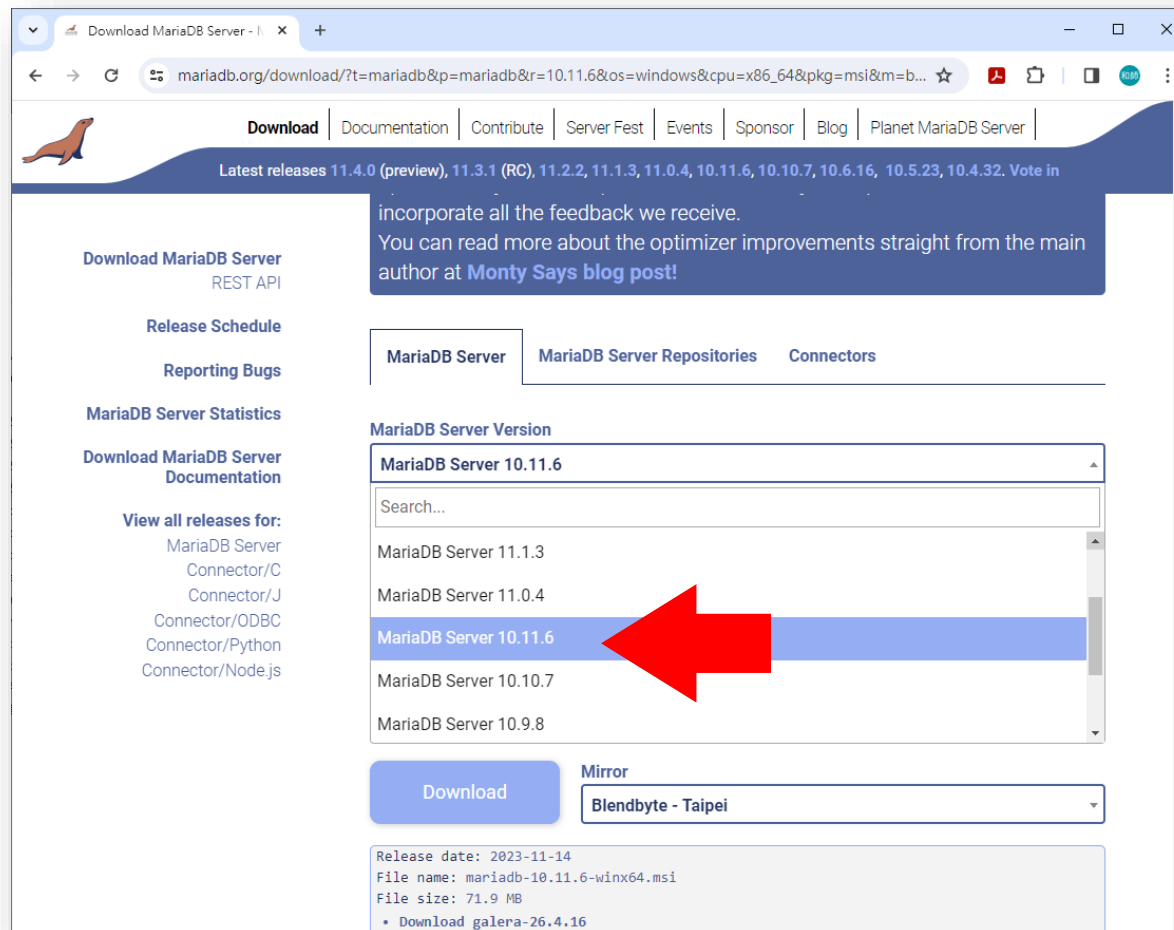 Download MariaDB Server - 
mariadb.org/download/?t=mariadb&p=mariadb&r=10.11.6&os=windows&cpu=x86_64&pkg=msi&m=b...
Download Documentation Contribute Server Fest Events Sponsor Blog Planet MariaDB Server
Latest releases 11.4.0 (preview), 11.3.1 (RC), 11.2.2, 11.1.3, 11.0.4, 10.11.6, 10.10.7, 10.6.16, 10.5.23, 10.4.32. Vote in
incorporate all the feedback we receive.
You can read more about the optimizer improvements straight from the main
author at Monty Says blog post!
Download MariaDB Server
REST API
Release Schedule
Reporting Bugs
MariaDB Server Statistics
Download MariaDB Server
Documentation
View all releases for:
MariaDB Server
Connector/C
Connector/J
Connector/ODBC
Connector/Python
Connector/Node.js
MariaDB Server MariaDB Server Repositories Connectors
MariaDB Server Version
MariaDB Server 10.11.6
Search...
MariaDB Server 11.1.3
MariaDB Server 11.0.4
MariaDB Server 10.11.6
MariaDB Server 10.10.7
MariaDB Server 10.9.8
Download
Mirror
Blendbyte - Taipei
Release date: 2023-11-14
File name: mariadb-10.11.6-winx64.msi
File size: 71.9 MB
• Download galera-26.4.16